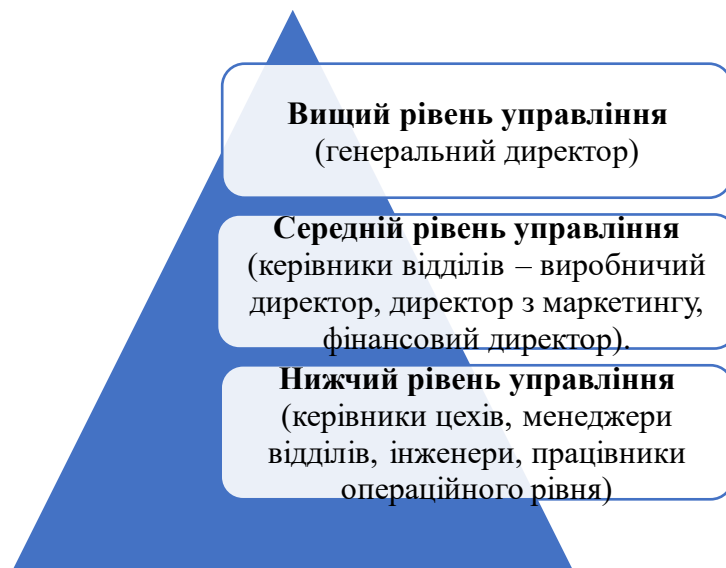 Вищий рівень управління
(генеральний директор)
Середній рівень управління
(керівники відділів – виробничий
директор, директор з маркетингу,
фінансовий директор).
Нижчий рівень управління
(керівники цехів, менеджери
відділів, інженери, працівники
операційного рівня)